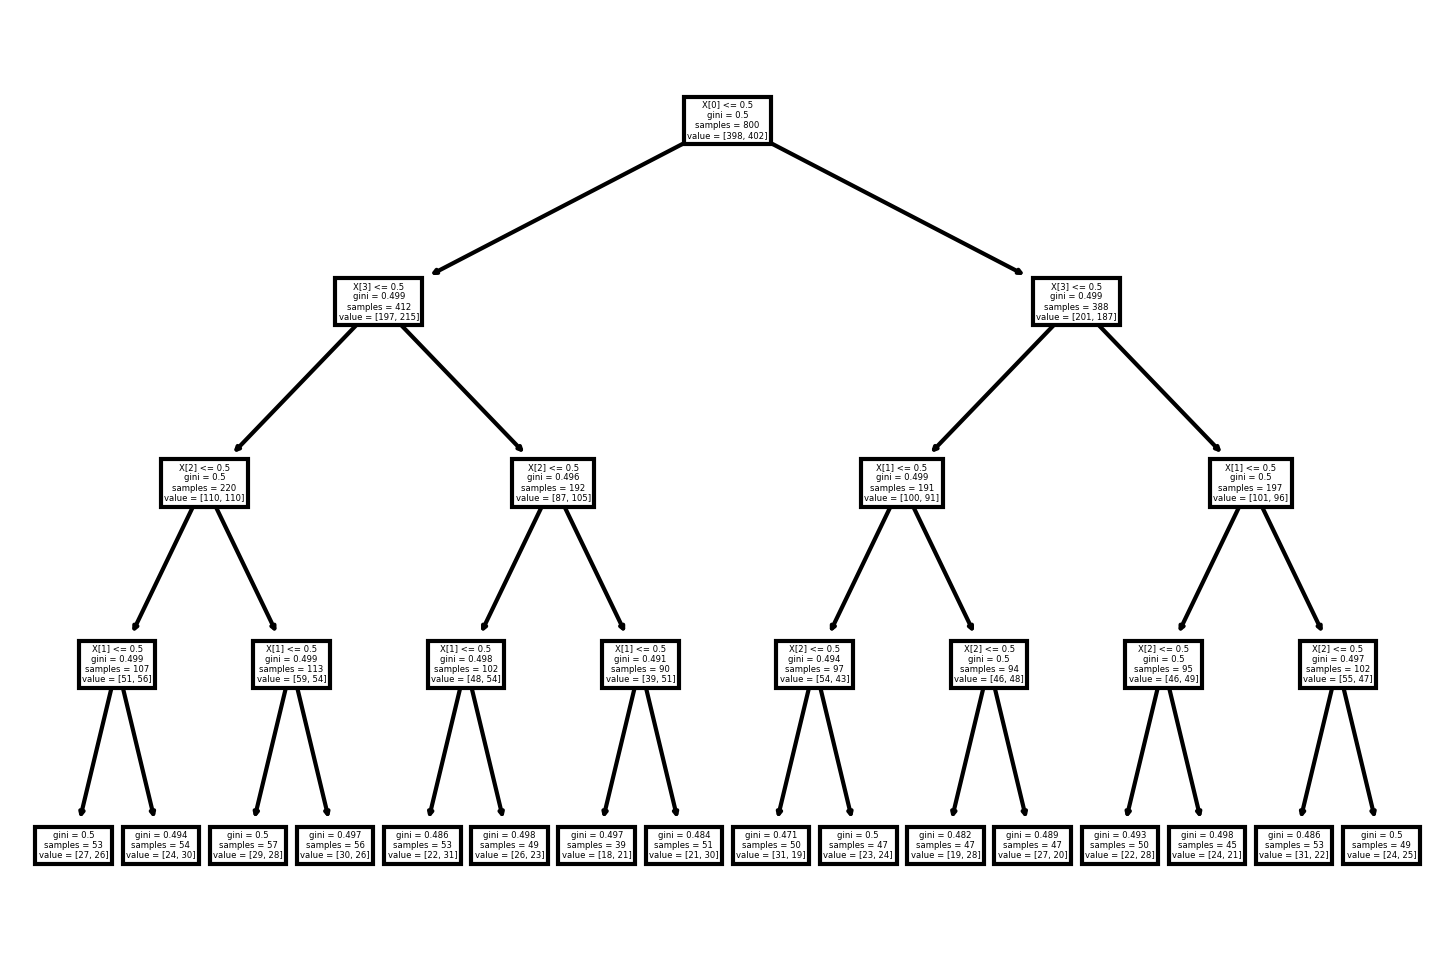 X[0] <= 0.5
gini = 0.5
samples = 800
value = [398, 402]
X[3] <= 0.5
gini = 0.499
samples = 412
value = [197, 215]
X[3] <= 0.5
gini = 0.499
samples = 388
value = [201, 187]
X[2] <= 0.5
gini = 0.5
samples = 220
value = [110, 110]
X[2] <= 0.5
gini = 0.496
samples = 192
value = [87, 105]
X[1] <= 0.5
gini = 0.499
samples = 191
value = [100, 91]
X[1] <= 0.5
gini = 0.5
samples = 197
value = [101, 96]
X[1] <= 0.5
gini = 0.499
samples = 107
value = [51, 56]
X[1] <= 0.5
gini = 0.499
samples = 113
value = [59, 54]
X[1] <= 0.5
gini = 0.498
samples = 102
value = [48, 54]
X[1] <= 0.5
gini = 0.491
samples = 90
value = [39, 51]
X[2] <= 0.5
gini = 0.494
samples = 97
value = [54, 43]
X[2] <= 0.5
gini = 0.5
samples = 94
value = [46, 48]
X[2] <= 0.5
gini = 0.5
samples = 95
value = [46, 49]
X[2] <= 0.5
gini = 0.497
samples = 102
value = [55, 47]
gini = 0.5
samples = 53
value = [27, 26]
gini = 0.494
samples = 54
value = [24, 30]
gini = 0.5
samples = 57
value = [29, 28]
gini = 0.497
samples = 56
value = [30, 26]
gini = 0.486
samples = 53
value = [22, 31]
gini = 0.498
samples = 49
value = [26, 23]
gini = 0.497
samples = 39
value = [18, 21]
gini = 0.484
samples = 51
value = [21, 30]
gini = 0.471
samples = 50
value = [31, 19]
gini = 0.5
samples = 47
value = [23, 24]
gini = 0.482
samples = 47
value = [19, 28]
gini = 0.489
samples = 47
value = [27, 20]
gini = 0.493
samples = 50
value = [22, 28]
gini = 0.498
samples = 45
value = [24, 21]
gini = 0.486
samples = 53
value = [31, 22]
gini = 0.5
samples = 49
value = [24, 25]